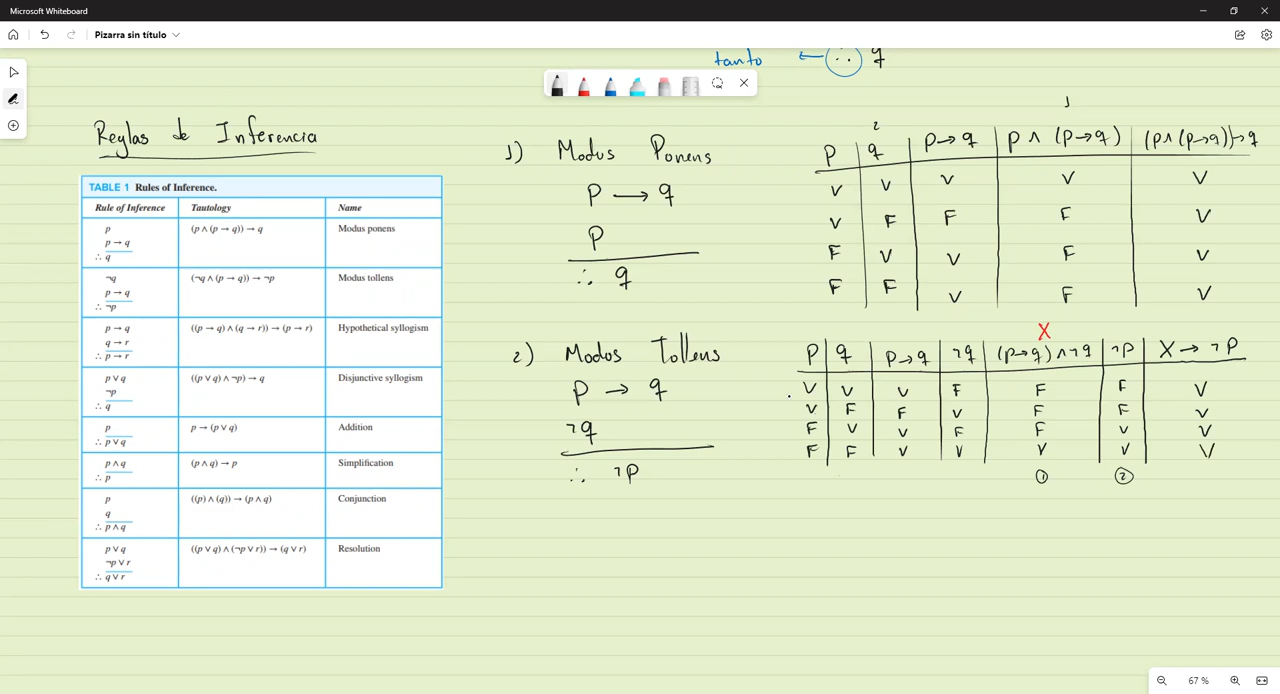 Microsoft Whiteboard
Pizarra sin título
tanto ← ∴ q
Reglas de Inferencia
TABLE 1 Rules of Inference.
Rule of Inference Tautology Name
p
p → q
∴ q
(p ∧ (p → q)) → q
Modus ponens
¬q
p → q
∴ ¬p
(¬q ∧ (p → q)) → ¬p
Modus tollens
p → q
q → r
∴ p → r
((p → q) ∧ (q → r)) → (p → r)
Hypothetical syllogism
p ∨ q
¬p
∴ q
((p ∨ q) ∧ ¬p) → q
Disjunctive syllogism
p
∴ p ∨ q
p → (p ∨ q)
Addition
p ∧ q
∴ p
(p ∧ q) → p
Simplification
p
q
∴ p ∧ q
((p) ∧ (q)) → (p ∧ q)
Conjunction
p ∨ q
¬p ∨ r
∴ q ∨ r
((p ∨ q) ∧ (¬p ∨ r)) → (q ∨ r)
Resolution
1) Modus Ponens
P → q
P
∴ q
2 1
P q P→q P ∧ (P→q) (P∧(P→q))→q
V V V V V
V F F F V
F V V F V
F F V F V
2) Modus Tollens
P → q
¬q
∴ ¬P
X
P q P→q ¬q (P→q)∧¬q ¬P X → ¬P
V V V F F F V
V F F V F F V
F V V F F V V
F F V V V V V
① ②
67 %